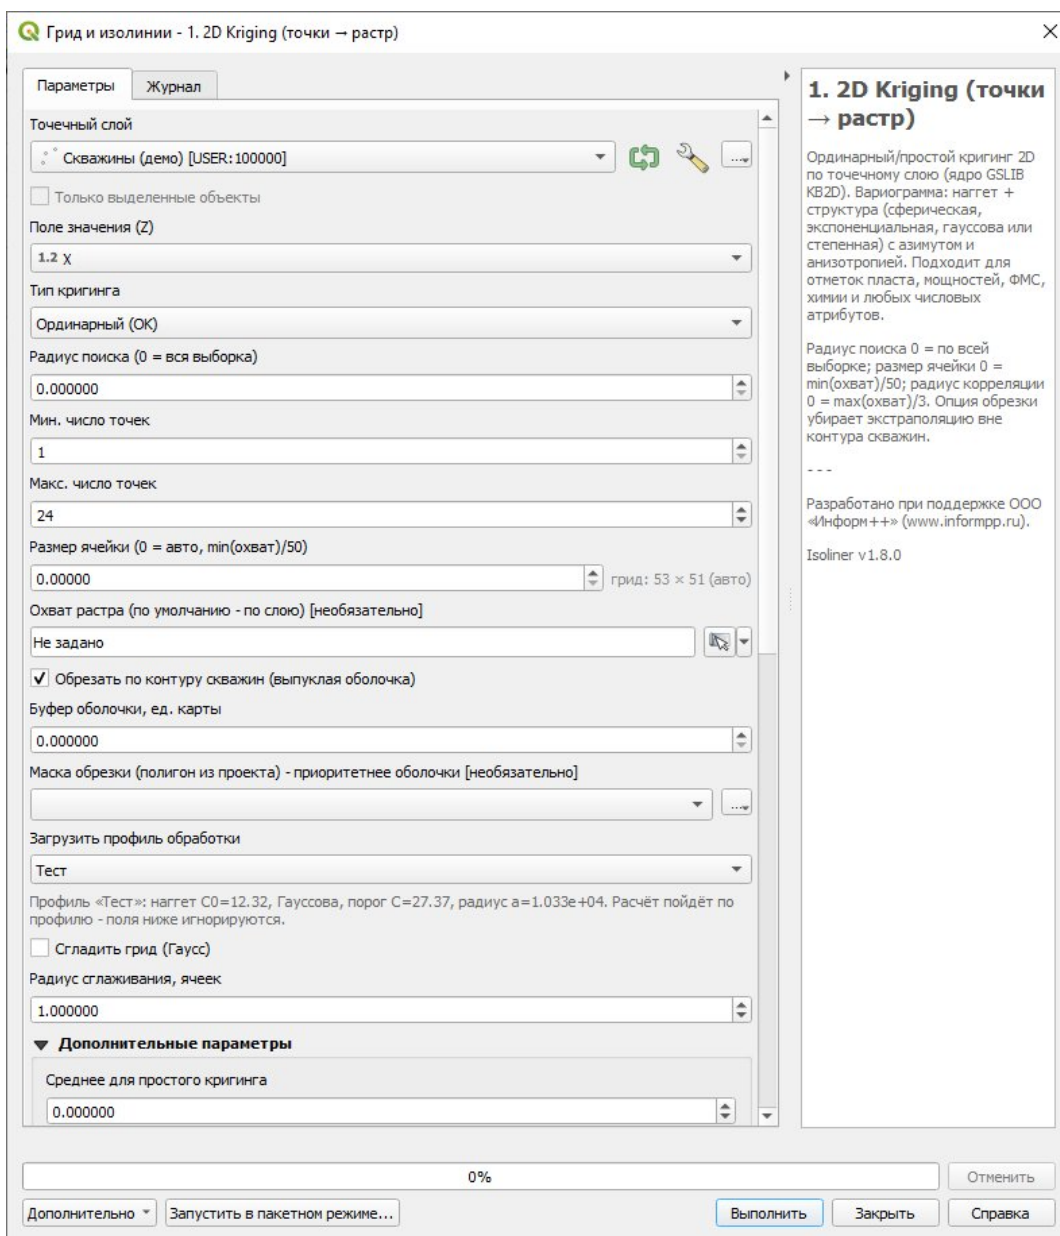 Грид и изолинии - 1. 2D Kriging (точки → растр)
Параметры
Журнал
Точечный слой
Скважины (демо) [USER:100000]
Только выделенные объекты
Поле значения (Z)
1.2 X
Тип кригинга
Ординарный (OK)
Радиус поиска (0 = вся выборка)
0.000000
Мин. число точек
1
Макс. число точек
24
Размер ячейки (0 = авто, min(охват)/50)
0.00000
грид: 53 × 51 (авто)
Охват растра (по умолчанию - по слою) [необязательно]
Не задано
Обрезать по контуру скважин (выпуклая оболочка)
Буфер оболочки, ед. карты
0.000000
Маска обрезки (полигон из проекта) - приоритетнее оболочки [необязательно]
Загрузить профиль обработки
Тест
Профиль «Тест»: наггет C0=12.32, Гауссова, порог C=27.37, радиус a=1.033e+04. Расчёт пойдёт по
профилю - поля ниже игнорируются.
Сгладить грид (Гаусс)
Радиус сглаживания, ячеек
1.000000
Дополнительные параметры
Среднее для простого кригинга
0.000000
1. 2D Kriging (точки
→ растр)
Ординарный/простой кригинг 2D
по точечному слою (ядро GSLIB
KB2D). Вариограмма: наггет +
структура (сферическая,
экспоненциальная, гауссова или
степенная) с азимутом и
анизотропией. Подходит для
отметок пласта, мощностей, ФМС,
химии и любых числовых
атрибутов.
Радиус поиска 0 = по всей
выборке; размер ячейки 0 =
min(охват)/50; радиус корреляции
0 = max(охват)/3. Опция обрезки
убирает экстраполяцию вне
контура скважин.
- - -
Разработано при поддержке ООО
«Информ++» (www.informpp.ru).
Isoliner v1.8.0
0%
Отменить
Дополнительно
Запустить в пакетном режиме...
Выполнить
Закрыть
Справка